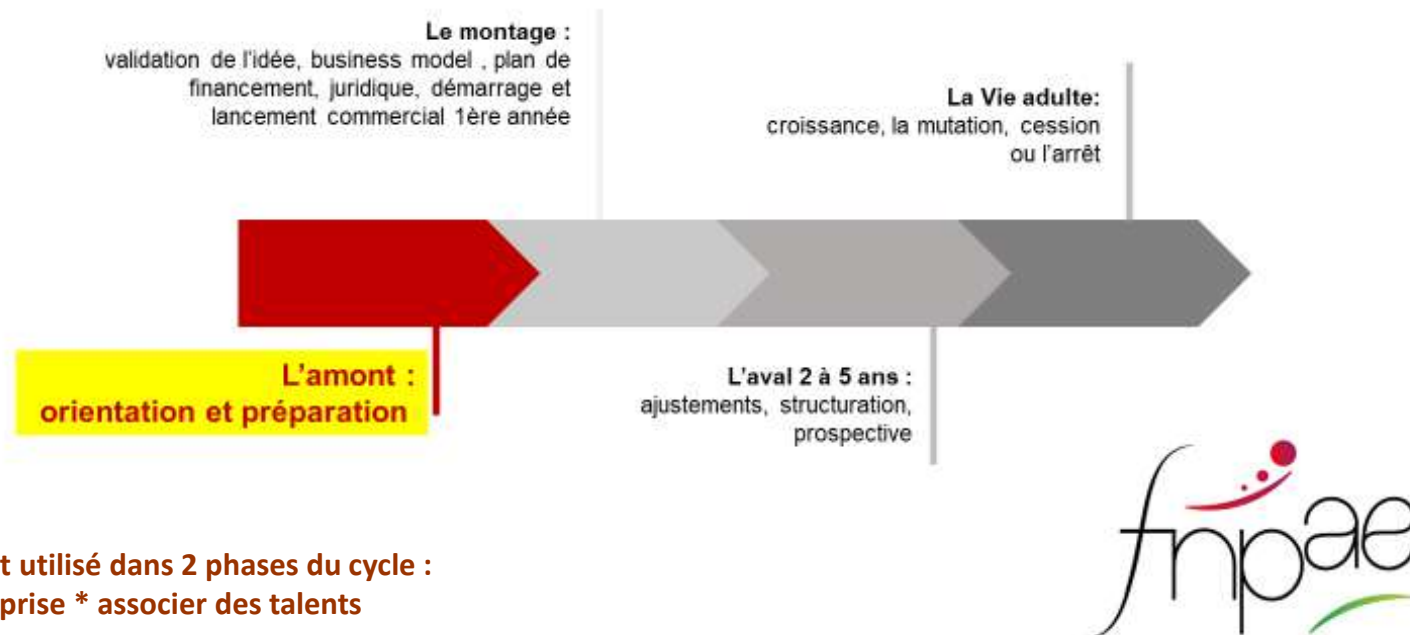 Le montage :
validation de l'idée, business model , plan de
financement, juridique, démarrage et
lancement commercial 1ère année
La Vie adulte:
croissance, la mutation, cession
ou l'arrêt
L'amont :
orientation et préparation
L'aval 2 à 5 ans :
ajustements, structuration,
prospective
fnpae
t utilisé dans 2 phases du cycle :
prise * associer des talents